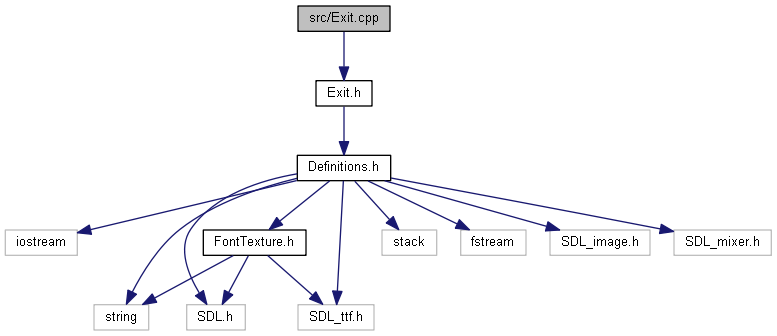 src/Exit.cpp
Exit.h
Definitions.h
iostream
FontTexture.h
stack
fstream
SDL_image.h
SDL_mixer.h
string
SDL.h
SDL_ttf.h